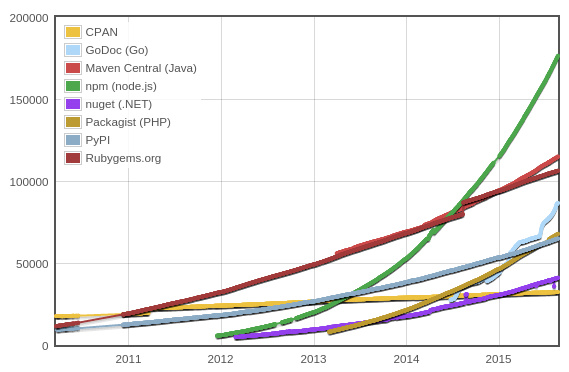 200000
150000
100000
50000
0
CPAN
GoDoc (Go)
Maven Central (Java)
npm (node.js)
nuget (.NET)
Packagist (PHP)
PyPI
Rubygems.org
2011 2012 2013 2014 2015